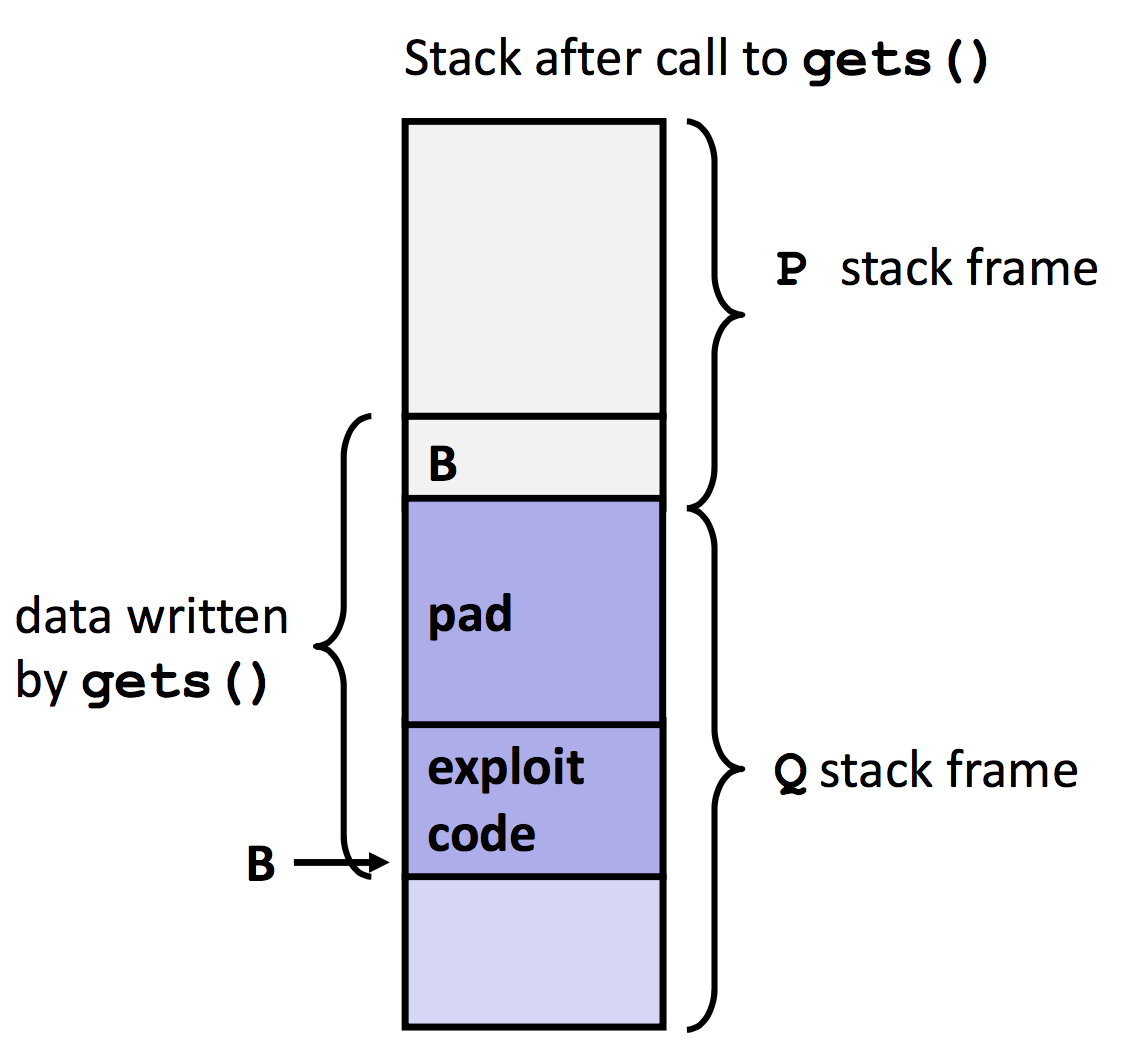 Stack after call to gets()
P stack frame
B
pad
data written
by gets()
exploit
code
Q stack frame
B